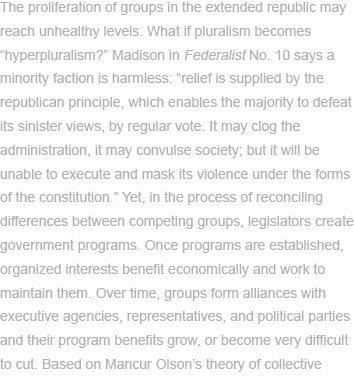 The proliferation of groups in the extended republic may
reach unhealthy levels. What if pluralism becomes
“hyperpluralism?” Madison in Federalist No. 10 says a
minority faction is harmless: “relief is supplied by the
republican principle, which enables the majority to defeat
its sinister views, by regular vote. It may clog the
administration, it may convulse society; but it will be
unable to execute and mask its violence under the forms
of the constitution.” Yet, in the process of reconciling
differences between competing groups, legislators create
government programs. Once programs are established,
organized interests benefit economically and work to
maintain them. Over time, groups form alliances with
executive agencies, representatives, and political parties
and their program benefits grow, or become very difficult
to cut. Based on Mancur Olson’s theory of collective